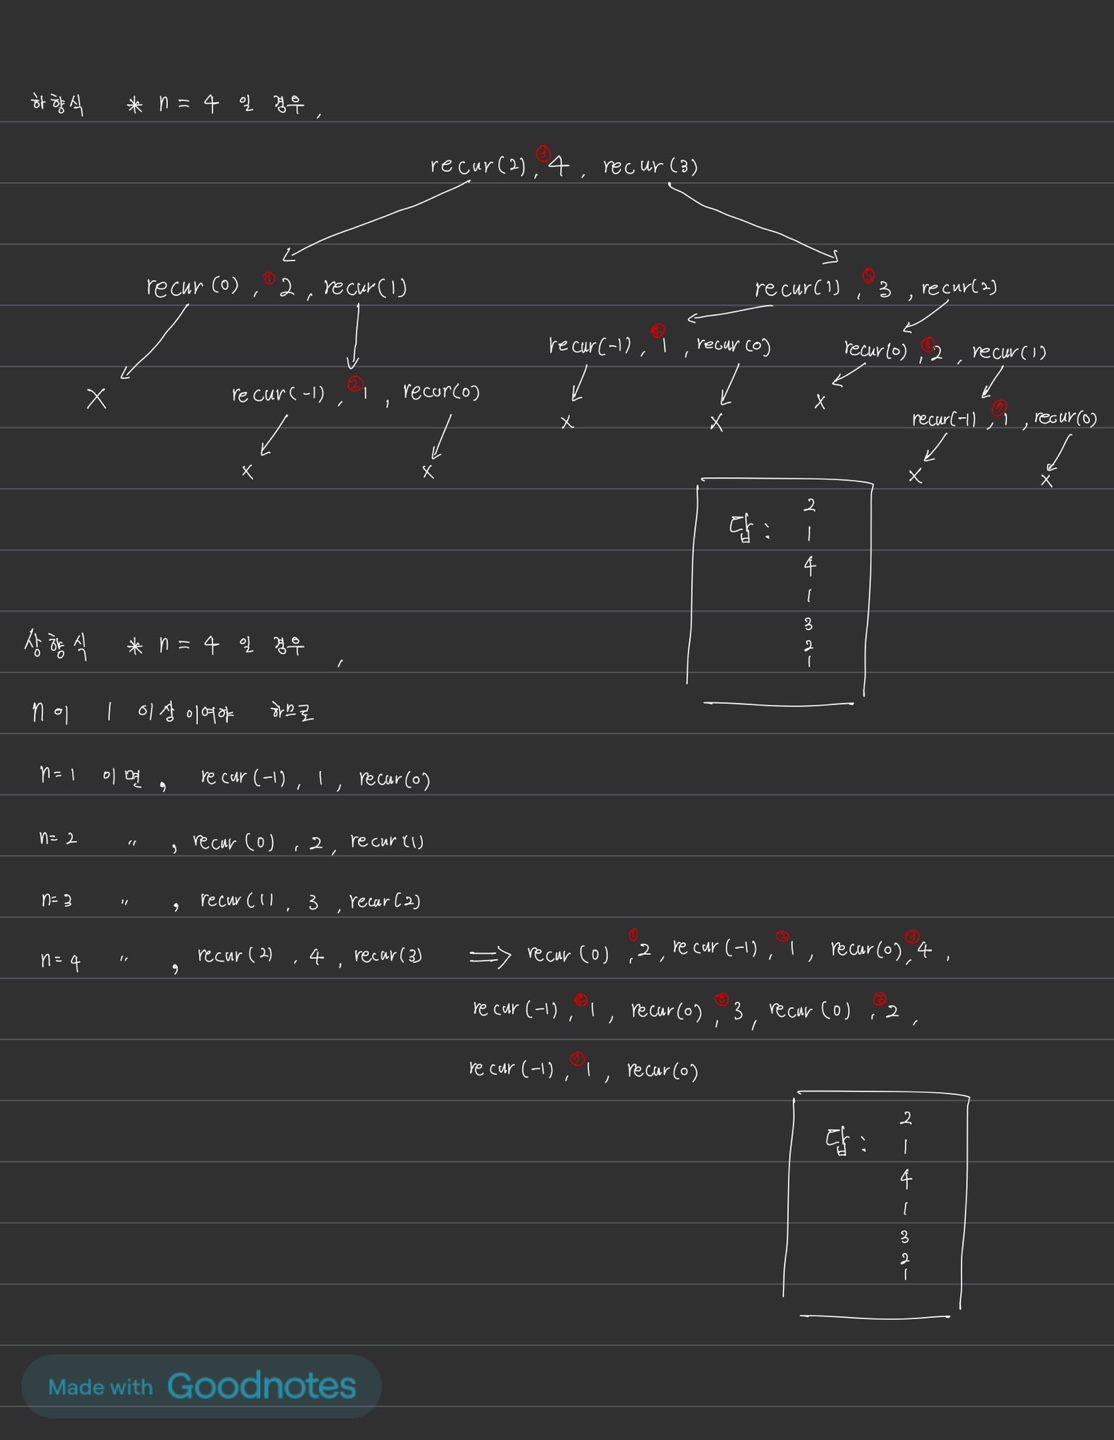 하향식 * n = 4 일 경우,
recur(2), ③ 4, recur(3)
recur(0), ① 2, recur(1)
recur(1), ⑤ 3, recur(2)
recur(-1), ④ 1, recur(0)
recur(0), ⑥ 2, recur(1)
X
recur(-1), ② 1, recur(0)
X
X
X
recur(-1), ⑦ 1, recur(0)
X
X
X
X
답 : 2
1
4
1
3
2
1
상향식 * n = 4 일 경우,
n이 1 이상이여야 하므로
n=1 이면, recur(-1), 1, recur(0)
n=2 〃, recur(0), 2, recur(1)
n=3 〃, recur(1), 3, recur(2)
n=4 〃, recur(2), 4, recur(3) ⇒ recur(0), ① 2, recur(-1), ② 1, recur(0), ③ 4,
recur(-1), ④ 1, recur(0), ⑤ 3, recur(0), 2,
recur(-1), ⑦ 1, recur(0)
답 : 2
1
4
1
3
2
1
Made with Goodnotes